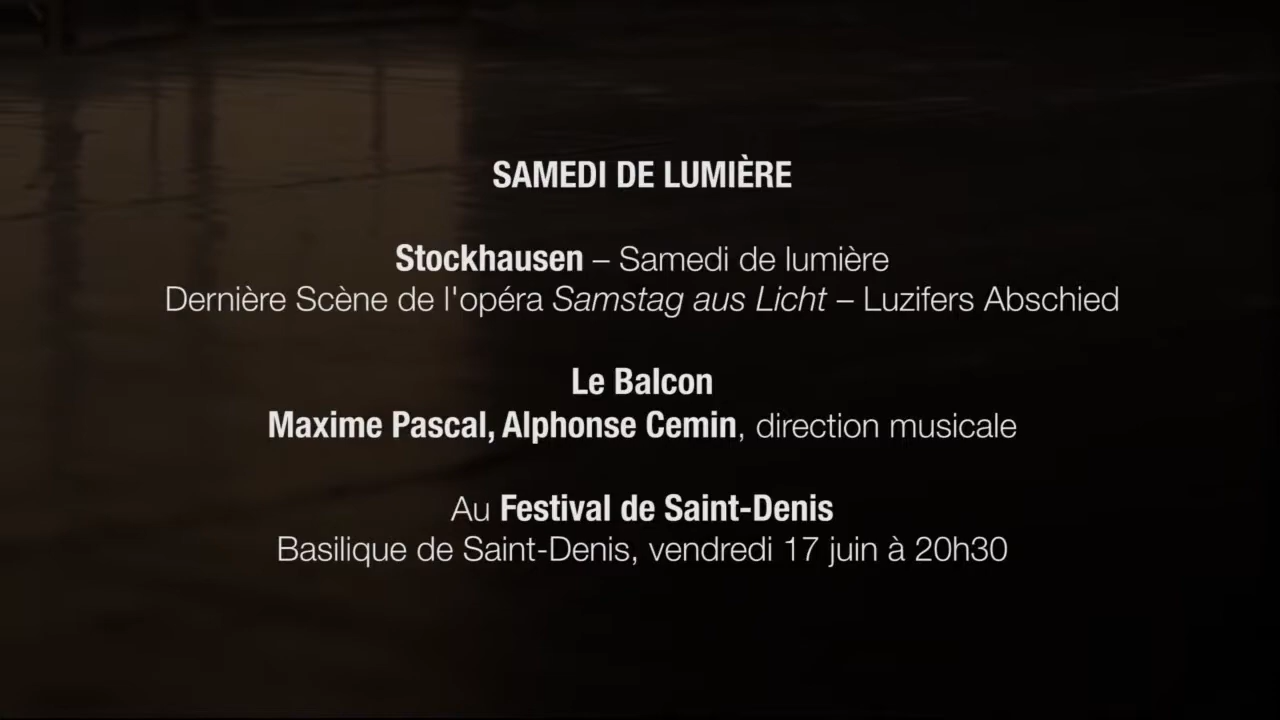 SAMEDI DE LUMIÈRE
Stockhausen – Samedi de lumière
Dernière Scène de l'opéra Samstag aus Licht – Luzifers Abschied
Le Balcon
Maxime Pascal, Alphonse Cemin, direction musicale
Au Festival de Saint-Denis
Basilique de Saint-Denis, vendredi 17 juin à 20h30